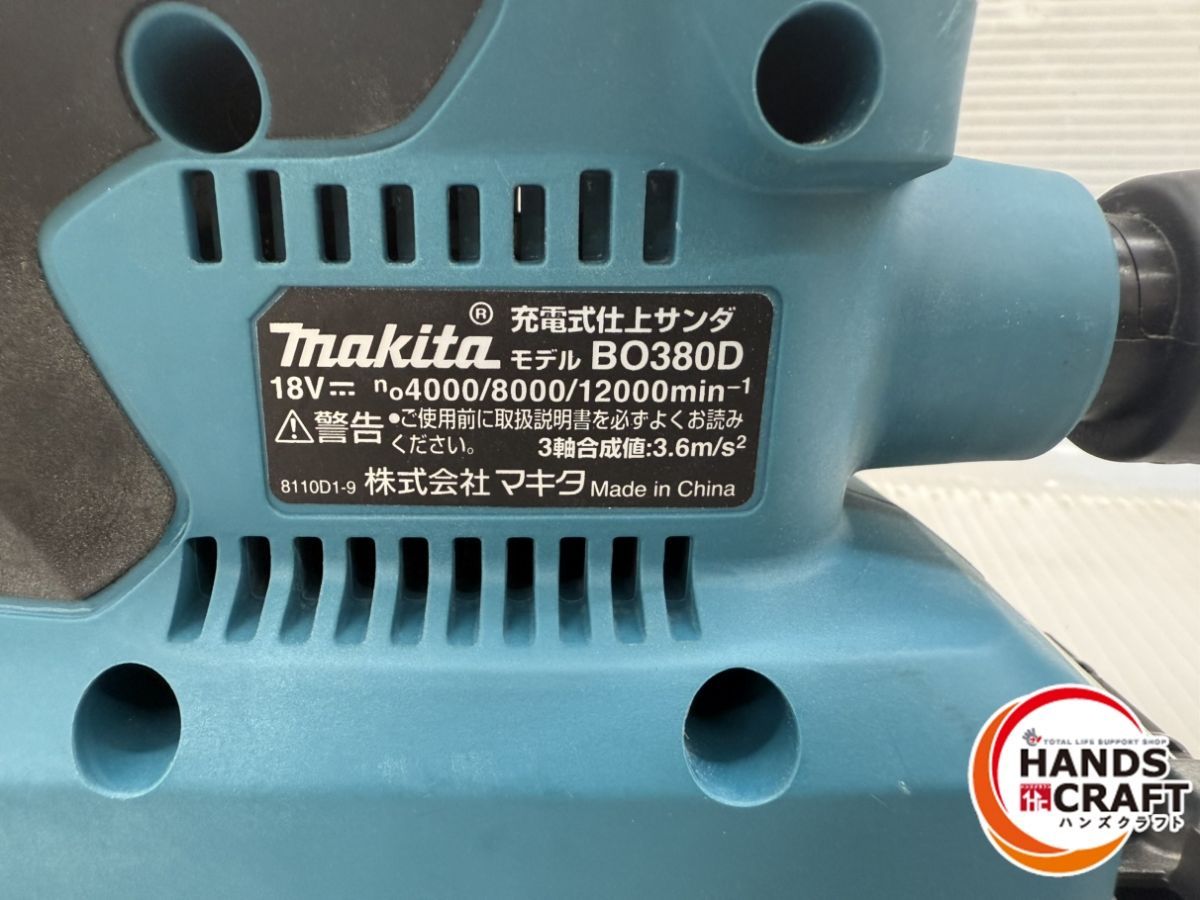 makita® 充電式仕上サンダ
モデル BO380D
18V⎓ n₀4000/8000/12000min⁻¹
⚠警告 •ご使用前に取扱説明書を必ずよくお読み
ください。 3軸合成値:3.6m/s²
8110D1-9 株式会社 マキタ Made in China
TOTAL LIFE SUPPORT SHOP
HANDS
CRAFT
ハンズクラフト